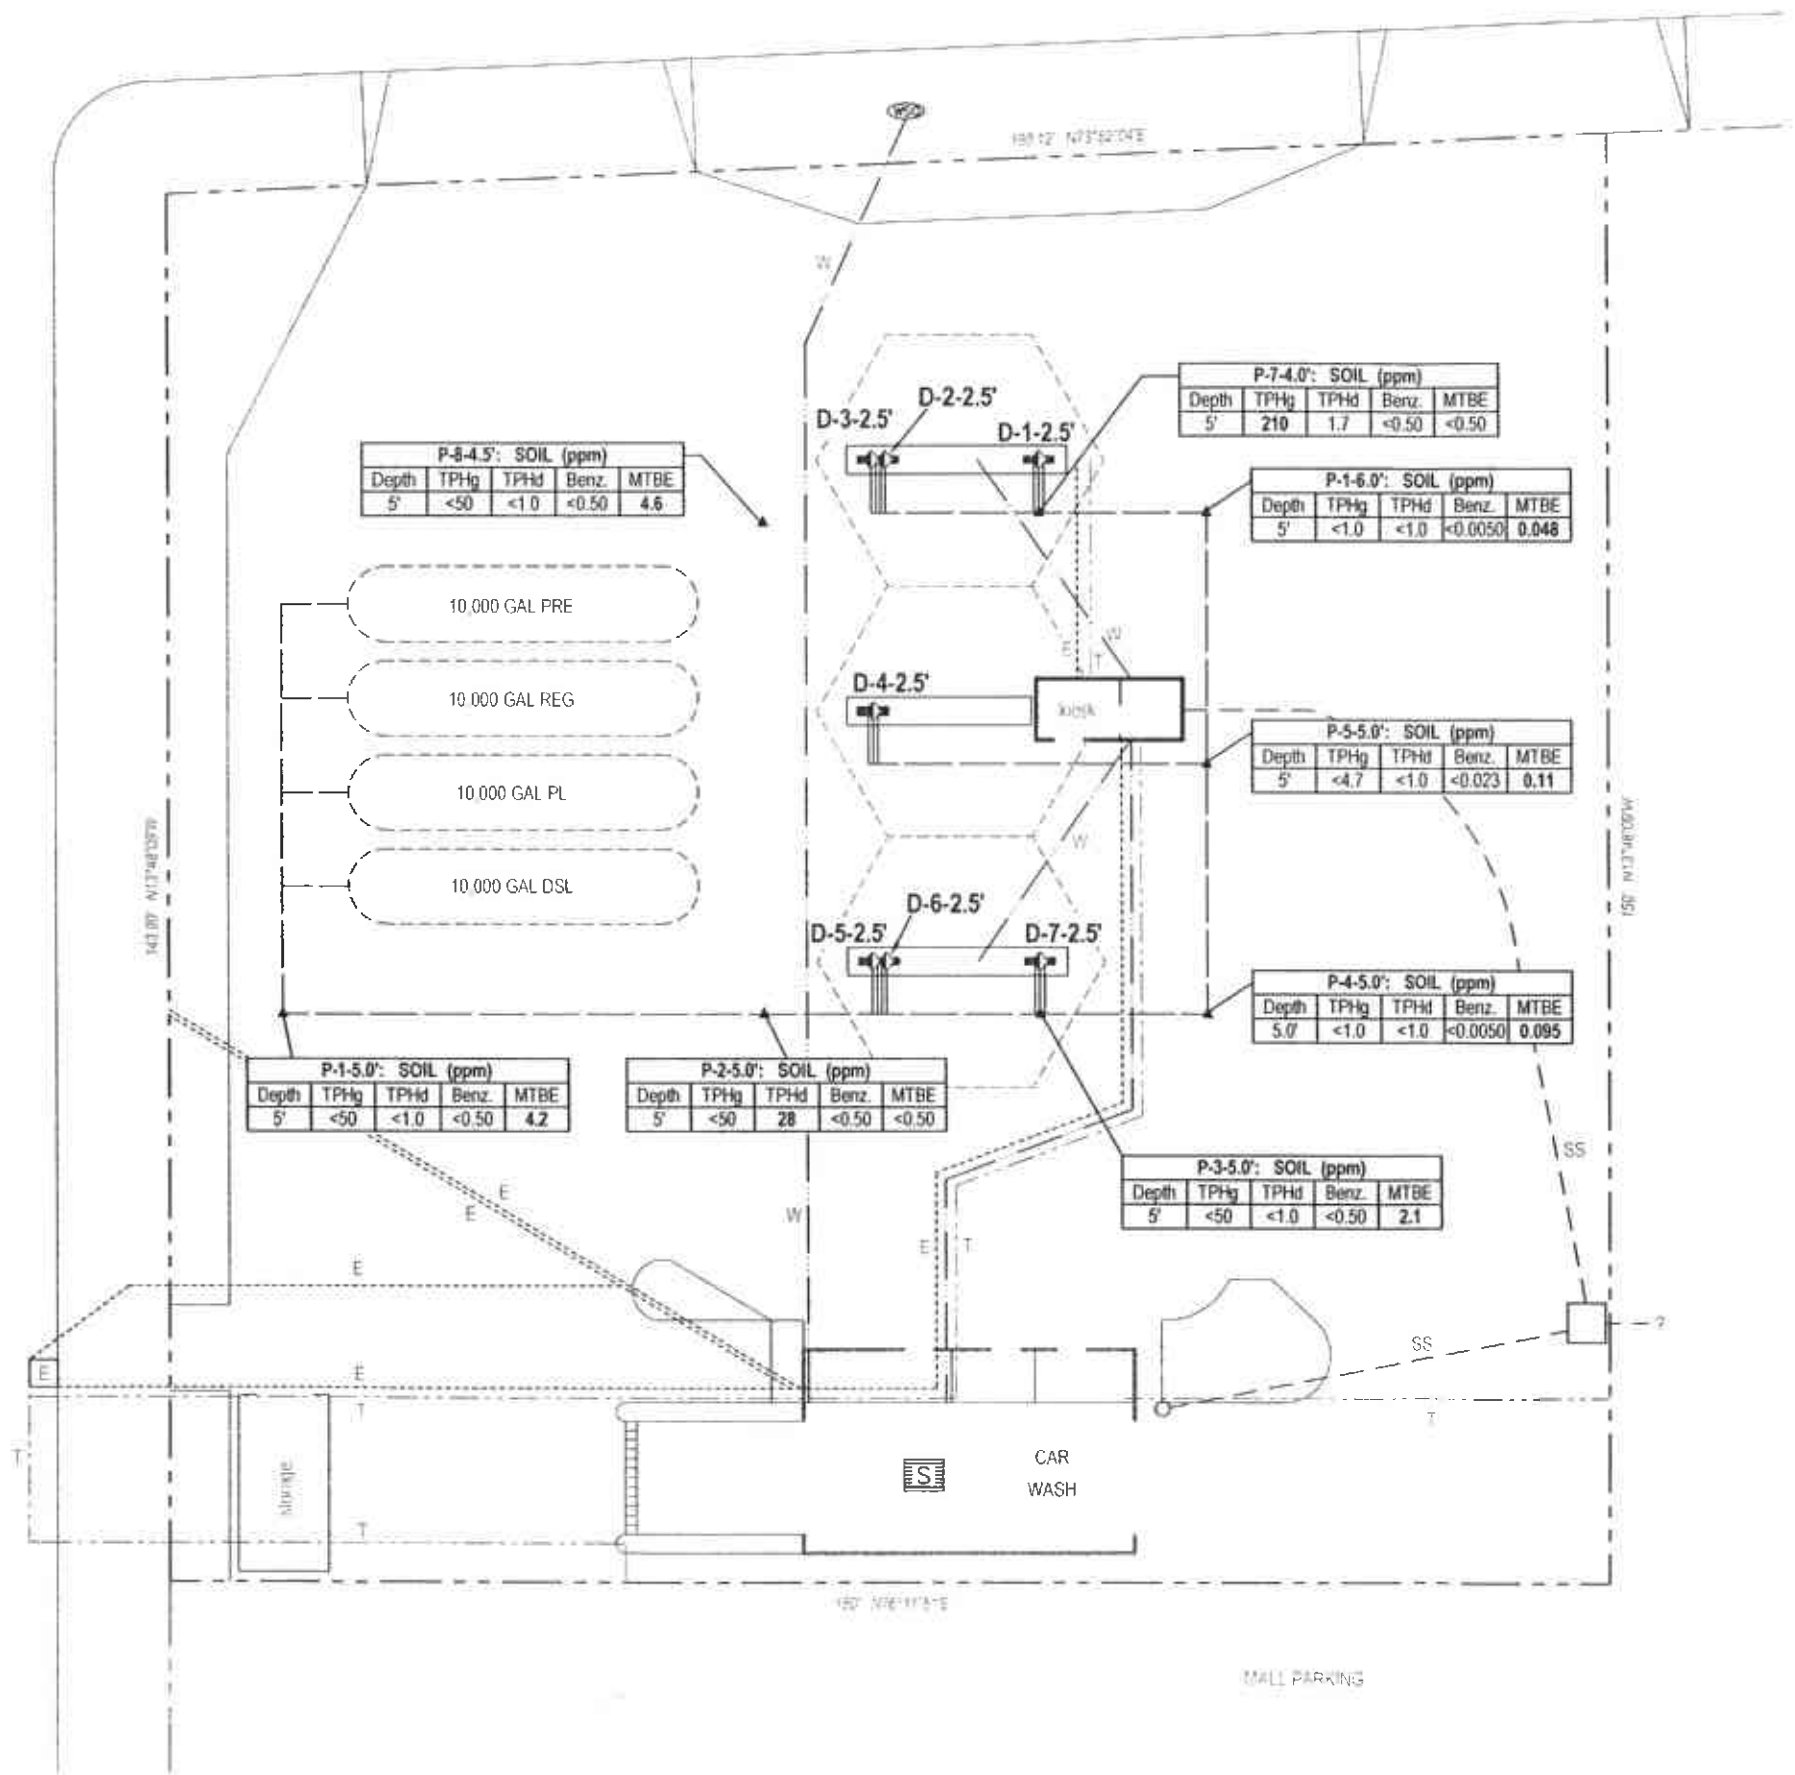 W
D-2-2.5'
D-3-2.5'
D-1-2.5'
P-7-4.0': SOIL (ppm)
Depth TPHg TPHd Benz. MTBE
5' 210 1.7 <0.50 <0.50
P-8-4.5': SOIL (ppm)
Depth TPHg TPHd Benz. MTBE
5' <50 <1.0 <0.50 4.6
P-1-6.0': SOIL (ppm)
Depth TPHg TPHd Benz. MTBE
5' <1.0 <1.0 <0.0050 0.048
10,000 GAL PRE
W
E
T
10,000 GAL REG
D-4-2.5'
kiosk
P-5-5.0': SOIL (ppm)
Depth TPHg TPHd Benz. MTBE
5' <4.7 <1.0 <0.023 0.11
10,000 GAL PL
W
10,000 GAL DSL
D-6-2.5'
D-5-2.5'
D-7-2.5'
150' N13°48'09"W
P-4-5.0': SOIL (ppm)
Depth TPHg TPHd Benz. MTBE
5.0' <1.0 <1.0 <0.0050 0.095
P-1-5.0': SOIL (ppm)
Depth TPHg TPHd Benz. MTBE
5' <50 <1.0 <0.50 4.2
P-2-5.0': SOIL (ppm)
Depth TPHg TPHd Benz. MTBE
5' <50 28 <0.50 <0.50
SS
P-3-5.0': SOIL (ppm)
Depth TPHg TPHd Benz. MTBE
5' <50 <1.0 <0.50 2.1
E
E
W
E
T
E
?
SS
E
E
T
T
T
storage
S
CAR
WASH
T
MALL PARKING